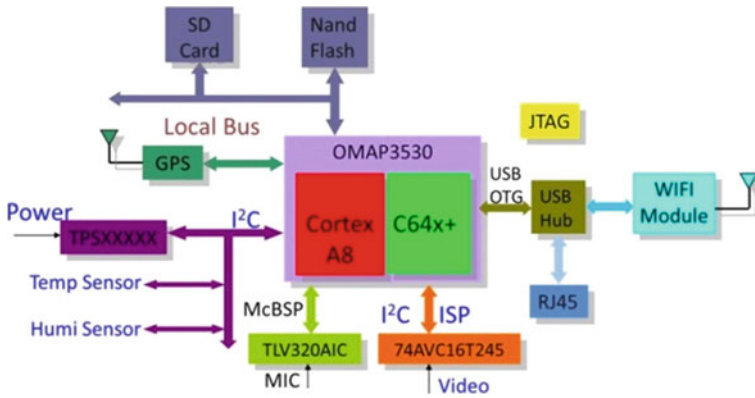 SD
Card
Nand
Flash
Local Bus
OMAP3530
JTAG
GPS
USB
OTG
USB
Hub
WIFI
Module
Power
I²C
TPSXXXXX
Cortex
A8
C64x+
Temp Sensor
Humi Sensor
McBSP
I²C
ISP
RJ45
TLV320AIC
74AVC16T245
MIC
Video